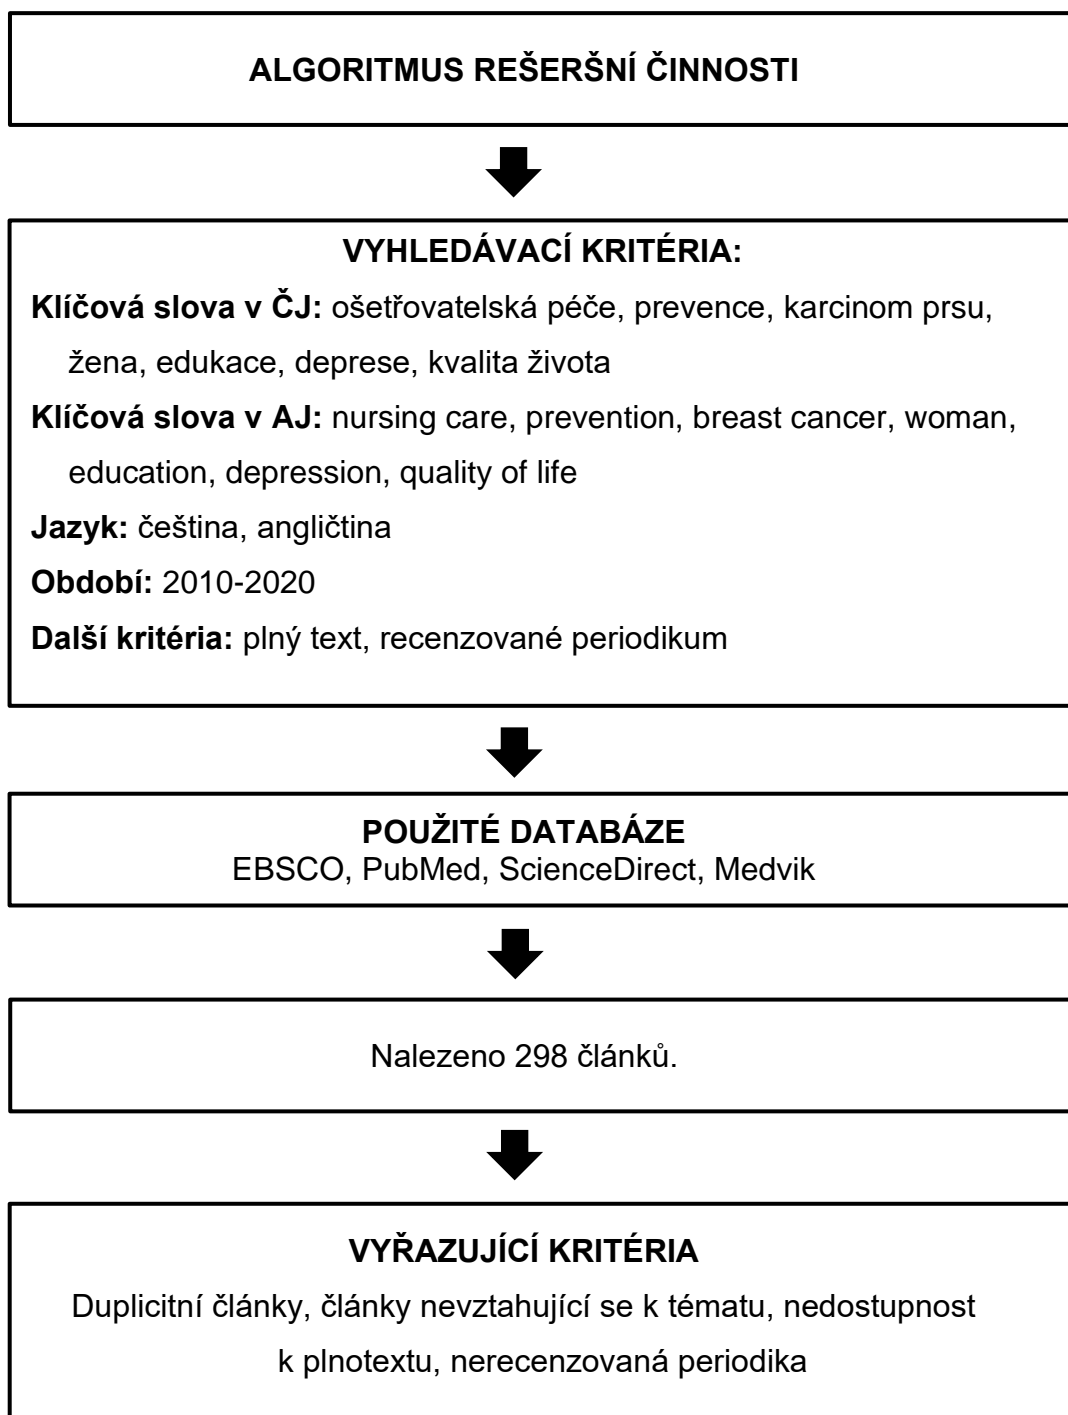 ALGORITMUS REŠERŠNÍ ČINNOSTI
VYHLEDÁVACÍ KRITÉRIA:
Klíčová slova v ČJ: ošetřovatelská péče, prevence, karcinom prsu,
žena, edukace, deprese, kvalita života
Klíčová slova v AJ: nursing care, prevention, breast cancer, woman,
education, depression, quality of life
Jazyk: čeština, angličtina
Období: 2010-2020
Další kritéria: plný text, recenzované periodikum
POUŽITÉ DATABÁZE
EBSCO, PubMed, ScienceDirect, Medvik
Nalezeno 298 článků.
VYŘAZUJÍCÍ KRITÉRIA
Duplicitní články, články nevztahující se k tématu, nedostupnost
k plnotextu, nerecenzovaná periodika